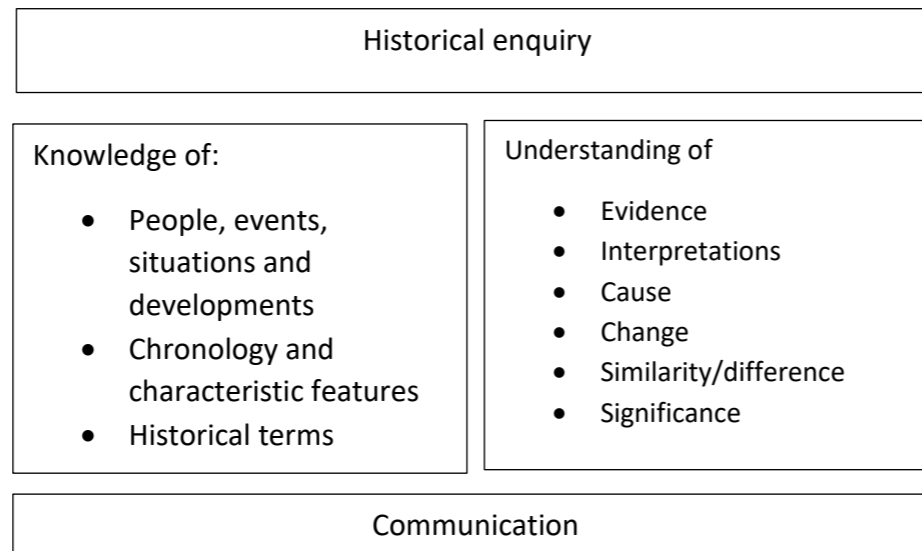 Historical enquiry
Knowledge of:
• People, events,
situations and
developments
• Chronology and
characteristic features
• Historical terms
Understanding of
• Evidence
• Interpretations
• Cause
• Change
• Similarity/difference
• Significance
Communication